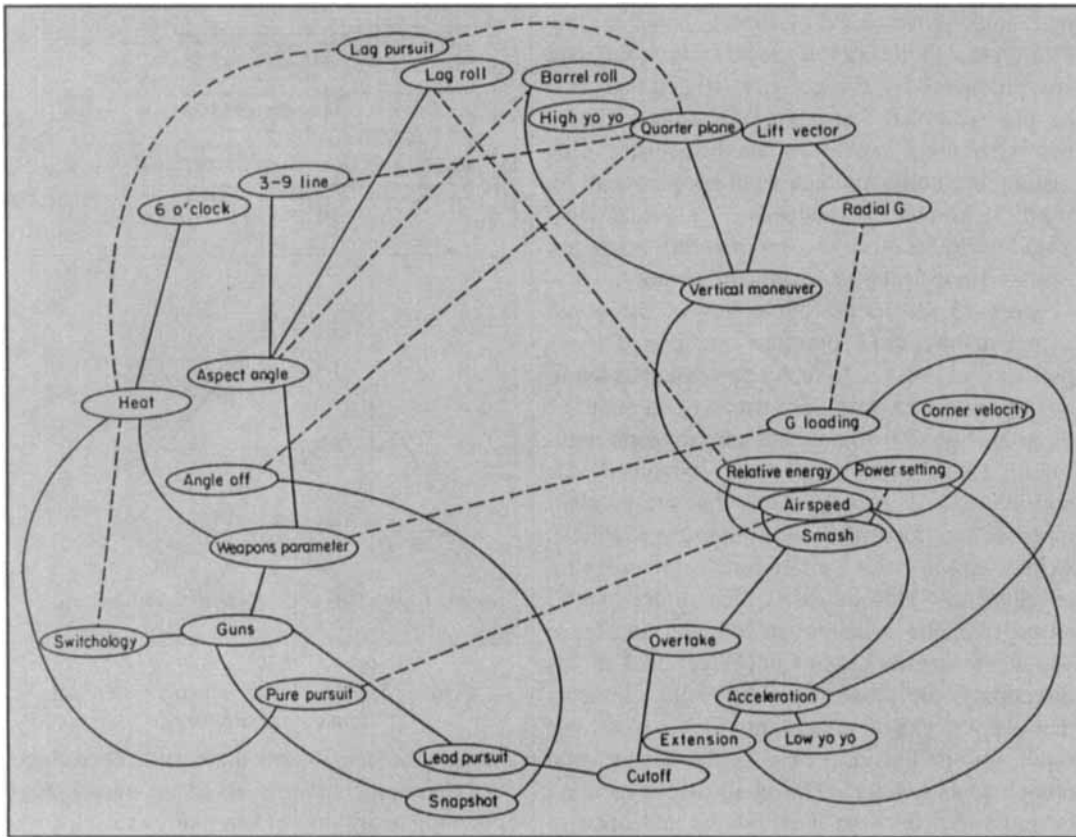 Lag pursuit
Lag roll
Barrel roll
High yo yo
Quarter plane
Lift vector
3-9 line
6 o'clock
Radial G
Vertical maneuver
Aspect angle
Heat
G loading
Corner velocity
Angle off
Relative energy
Power setting
Airspeed
Smash
Weapons parameter
Switchology
Guns
Overtake
Pure pursuit
Acceleration
Extension
Low yo yo
Lead pursuit
Cutoff
Snapshot